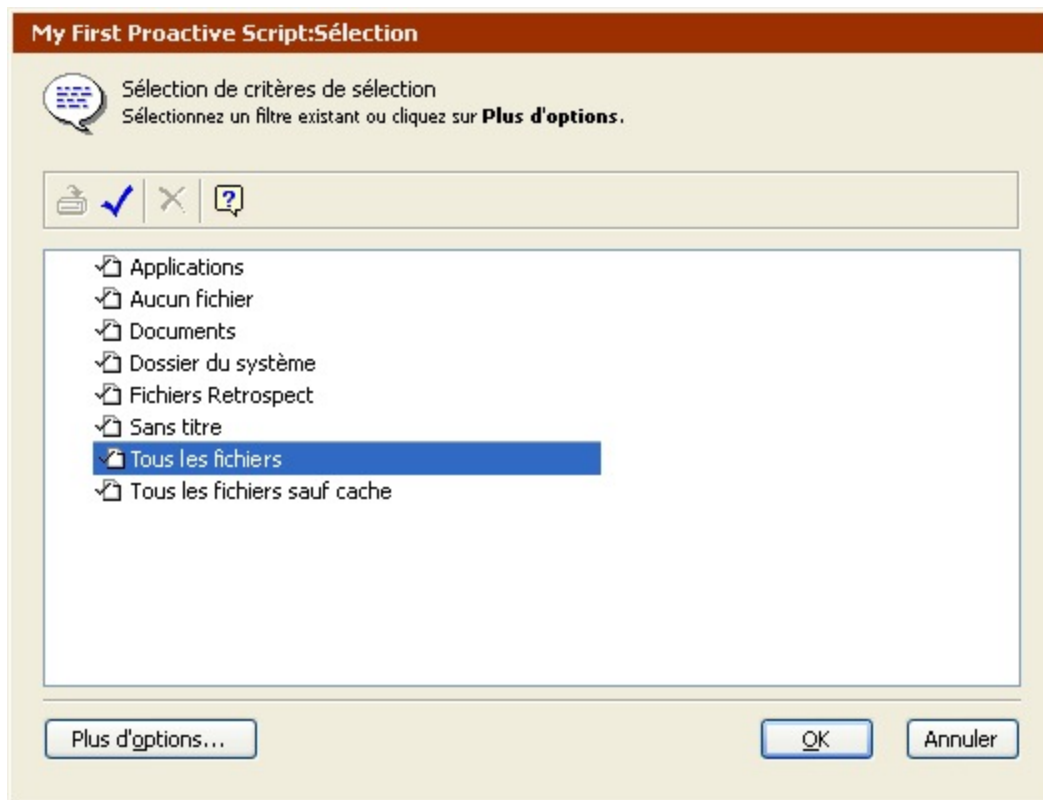 My First Proactive Script:Sélection
Sélection de critères de sélection
Sélectionnez un filtre existant ou cliquez sur Plus d'options.
Applications
Aucun fichier
Documents
Dossier du système
Fichiers Retrospect
Sans titre
Tous les fichiers
Tous les fichiers sauf cache
Plus d'options... OK Annuler